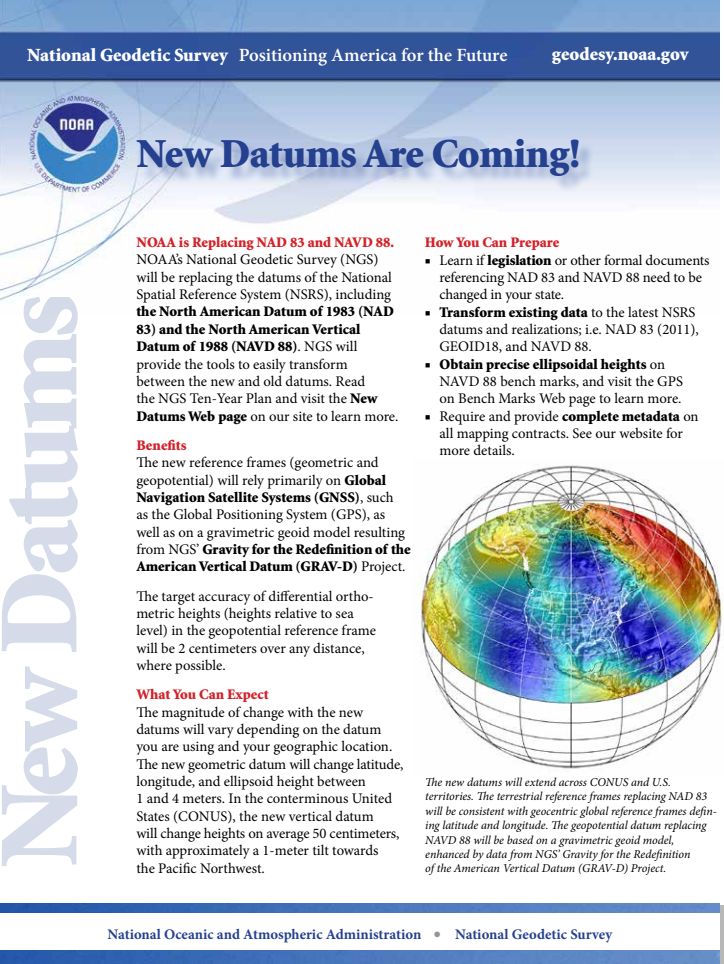 National Geodetic Survey Positioning America for the Future geodesy.noaa.gov
NATIONAL OCEANIC AND ATMOSPHERIC ADMINISTRATION
NOAA
U.S. DEPARTMENT OF COMMERCE
New Datums Are Coming!
New Datums
NOAA is Replacing NAD 83 and NAVD 88.
NOAA's National Geodetic Survey (NGS)
will be replacing the datums of the National
Spatial Reference System (NSRS), including
the North American Datum of 1983 (NAD
83) and the North American Vertical
Datum of 1988 (NAVD 88). NGS will
provide the tools to easily transform
between the new and old datums. Read
the NGS Ten-Year Plan and visit the New
Datums Web page on our site to learn more.
Benefits
The new reference frames (geometric and
geopotential) will rely primarily on Global
Navigation Satellite Systems (GNSS), such
as the Global Positioning System (GPS), as
well as on a gravimetric geoid model resulting
from NGS' Gravity for the Redefinition of the
American Vertical Datum (GRAV-D) Project.
The target accuracy of differential ortho-
metric heights (heights relative to sea
level) in the geopotential reference frame
will be 2 centimeters over any distance,
where possible.
What You Can Expect
The magnitude of change with the new
datums will vary depending on the datum
you are using and your geographic location.
The new geometric datum will change latitude,
longitude, and ellipsoid height between
1 and 4 meters. In the conterminous United
States (CONUS), the new vertical datum
will change heights on average 50 centimeters,
with approximately a 1-meter tilt towards
the Pacific Northwest.
How You Can Prepare
▪ Learn if legislation or other formal documents
referencing NAD 83 and NAVD 88 need to be
changed in your state.
▪ Transform existing data to the latest NSRS
datums and realizations; i.e. NAD 83 (2011),
GEOID18, and NAVD 88.
▪ Obtain precise ellipsoidal heights on
NAVD 88 bench marks, and visit the GPS
on Bench Marks Web page to learn more.
▪ Require and provide complete metadata on
all mapping contracts. See our website for
more details.
The new datums will extend across CONUS and U.S.
territories. The terrestrial reference frames replacing NAD 83
will be consistent with geocentric global reference frames defin-
ing latitude and longitude. The geopotential datum replacing
NAVD 88 will be based on a gravimetric geoid model,
enhanced by data from NGS' Gravity for the Redefinition
of the American Vertical Datum (GRAV-D) Project.
National Oceanic and Atmospheric Administration • National Geodetic Survey